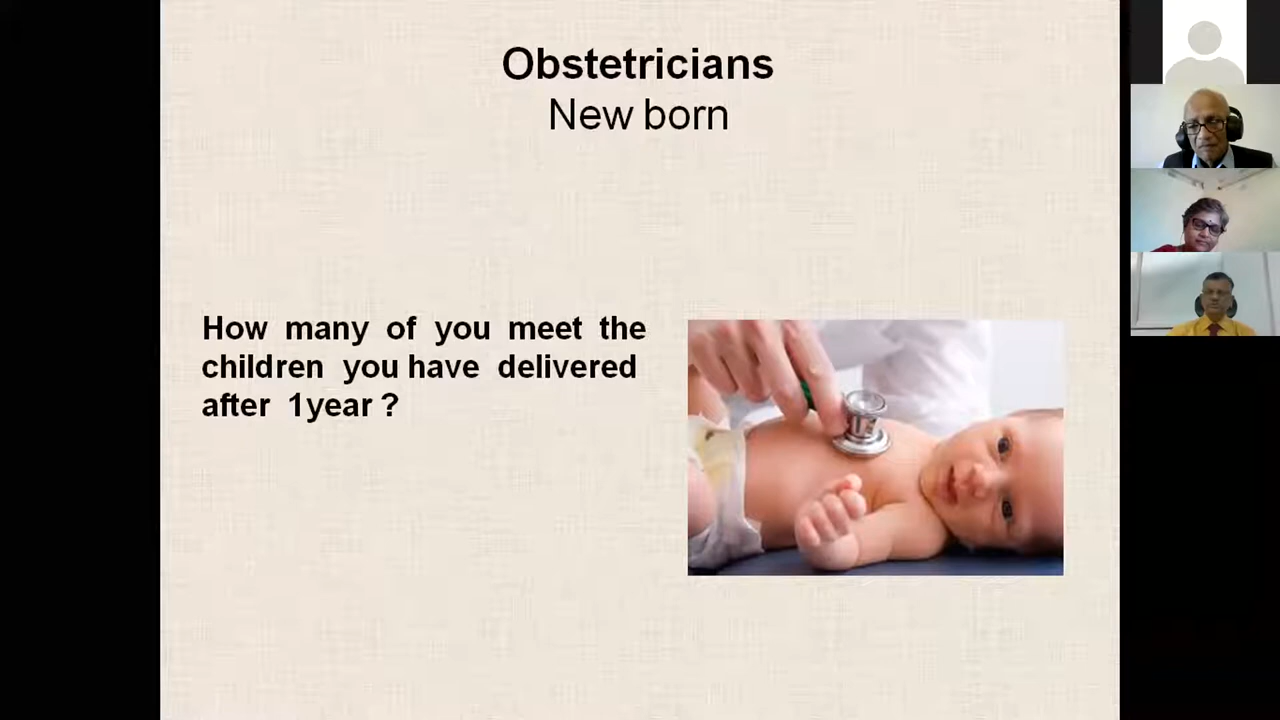 Obstetricians
New born
How many of you meet the
children you have delivered
after 1year ?